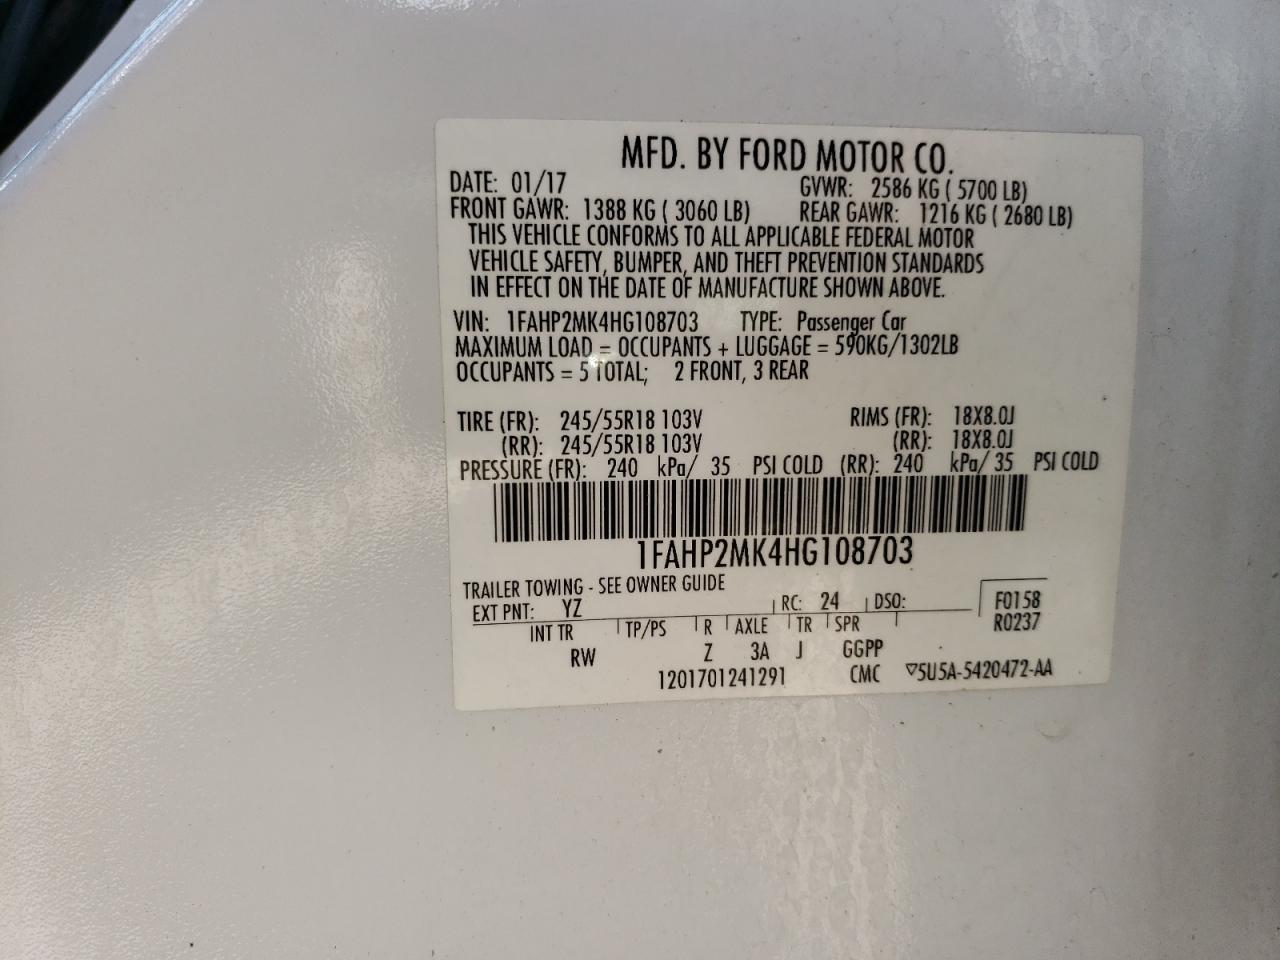 MFD. BY FORD MOTOR CO.
DATE: 01/17 GVWR: 2586 KG ( 5700 LB)
FRONT GAWR: 1388 KG ( 3060 LB) REAR GAWR: 1216 KG ( 2680 LB)
THIS VEHICLE CONFORMS TO ALL APPLICABLE FEDERAL MOTOR
VEHICLE SAFETY, BUMPER, AND THEFT PREVENTION STANDARDS
IN EFFECT ON THE DATE OF MANUFACTURE SHOWN ABOVE.
VIN: 1FAHP2MK4HG108703 TYPE: Passenger Car
MAXIMUM LOAD = OCCUPANTS + LUGGAGE = 590KG/1302LB
OCCUPANTS = 5 TOTAL; 2 FRONT, 3 REAR
TIRE (FR): 245/55R18 103V RIMS (FR): 18X8.0J
(RR): 245/55R18 103V (RR): 18X8.0J
PRESSURE (FR): 240 kPa/ 35 PSI COLD (RR): 240 kPa/ 35 PSI COLD
1FAHP2MK4HG108703
TRAILER TOWING - SEE OWNER GUIDE
EXT PNT: YZ RC: 24 DSO: F0158
INT TR TP/PS R AXLE TR SPR R0237
RW Z 3A J GGPP
1201701241291 CMC ▽5U5A-5420472-AA